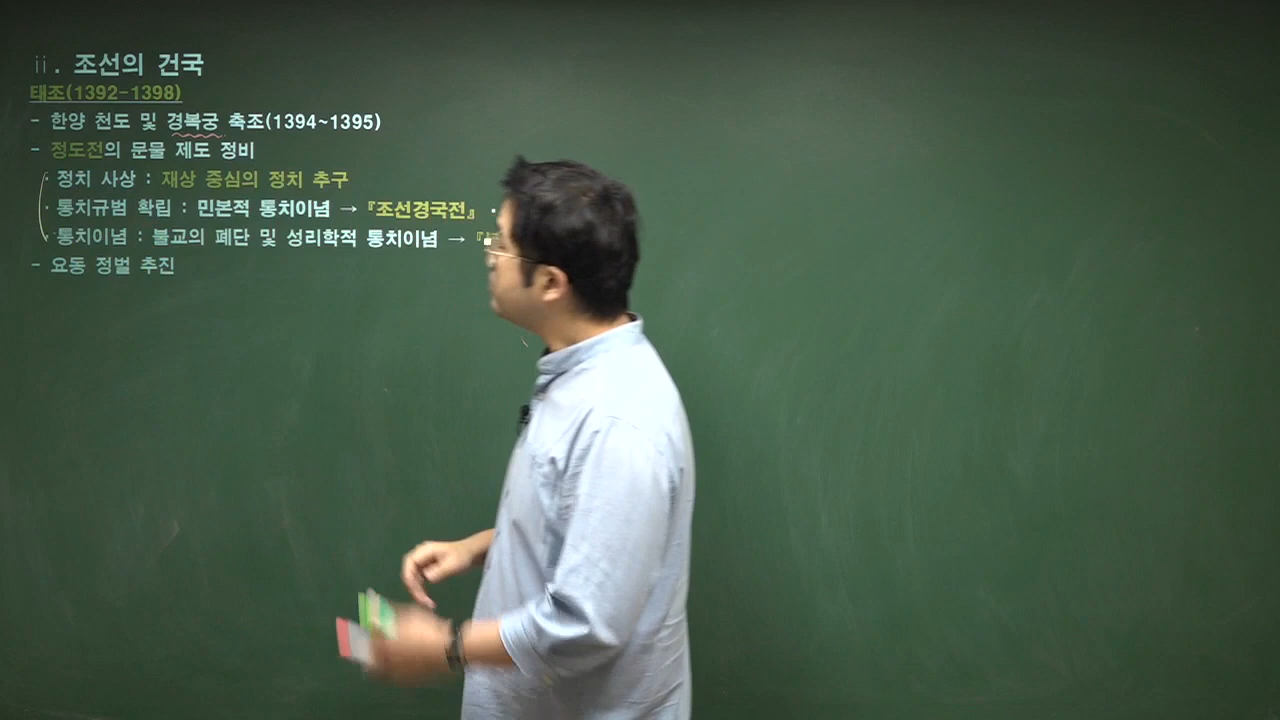 ⅱ. 조선의 건국
태조(1392-1398)
- 한양 천도 및 경복궁 축조(1394~1395)
- 정도전의 문물 제도 정비
· 정치 사상 : 재상 중심의 정치 추구
· 통치규범 확립 : 민본적 통치이념 → 『조선경국전』 ·
· 통치이념 : 불교의 폐단 및 성리학적 통치이념 → 『
- 요동 정벌 추진